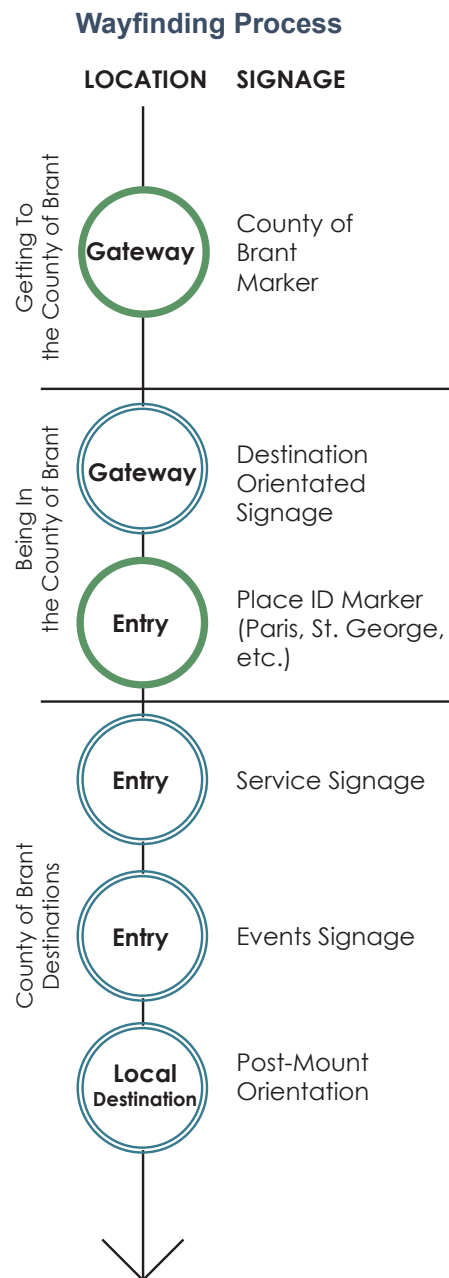 Wayfinding Process
LOCATION SIGNAGE
Getting To
the County of Brant
Gateway
County of
Brant
Marker
Being In
the County of Brant
Gateway
Destination
Orientated
Signage
Entry
Place ID Marker
(Paris, St. George,
etc.)
County of Brant
Destinations
Entry
Service Signage
Entry
Events Signage
Local
Destination
Post-Mount
Orientation